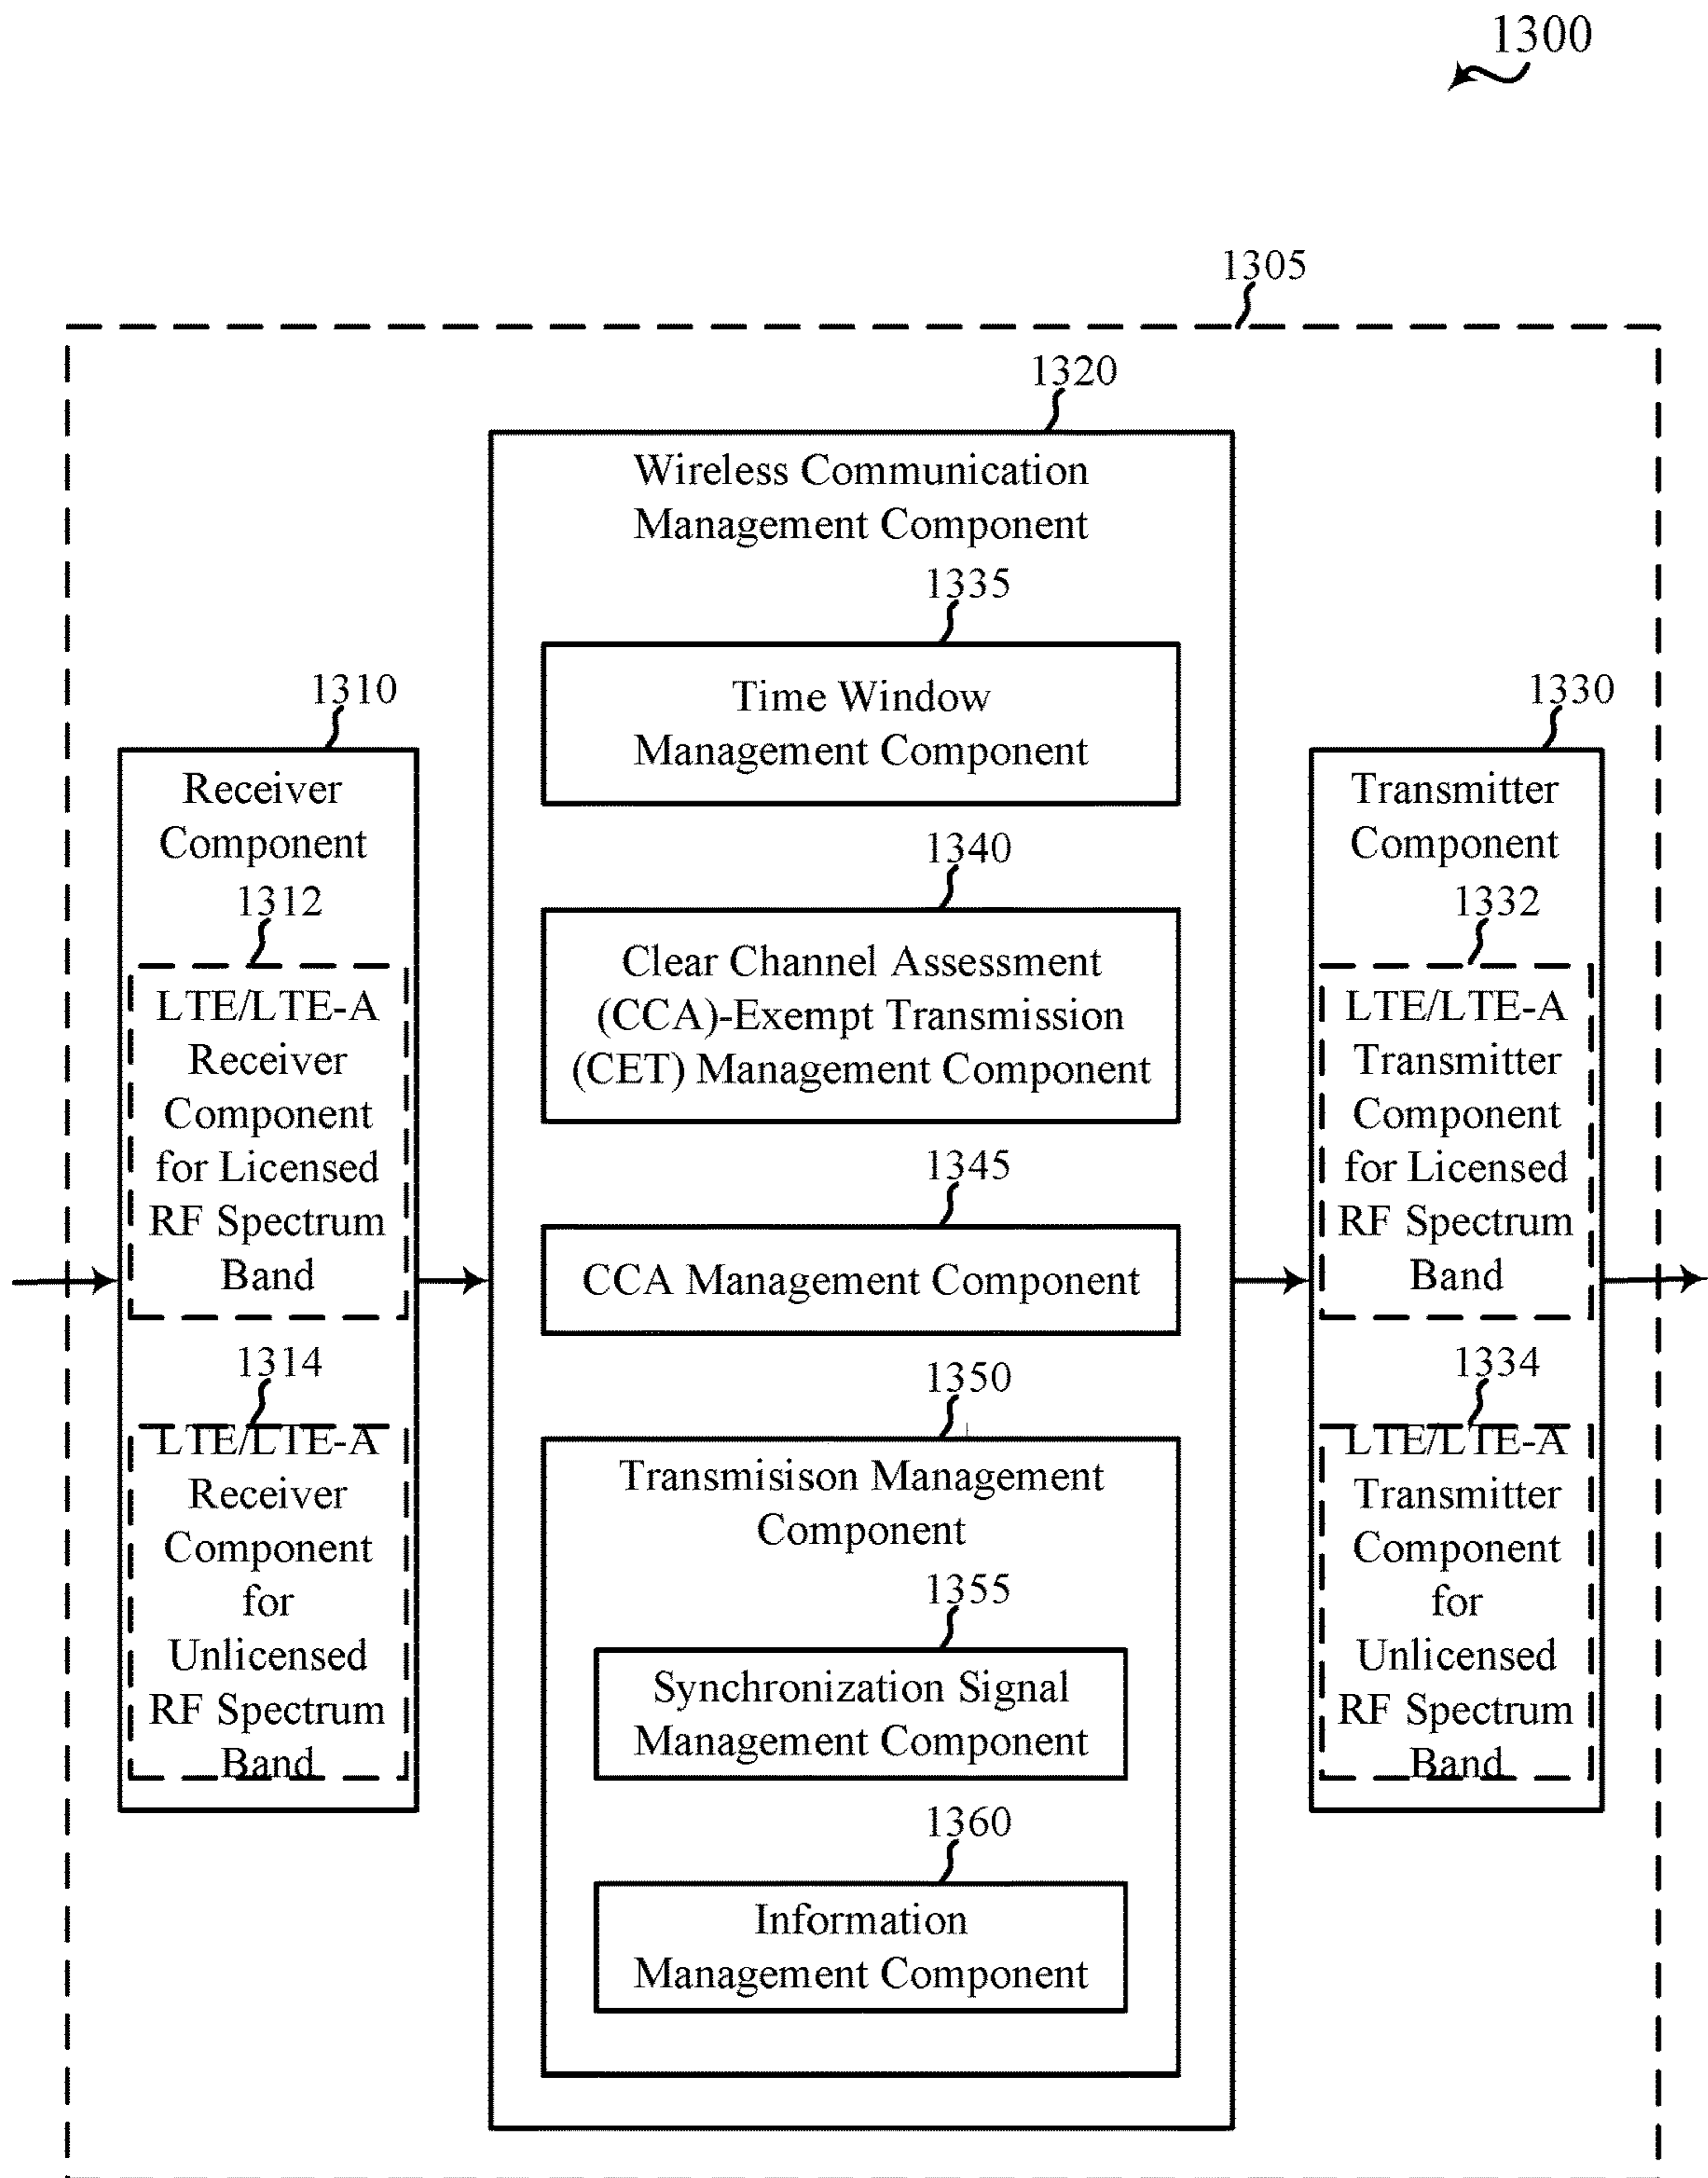 1300
1305
1320
Wireless Communication
Management Component
1335
Time Window
Management Component
1310
Receiver
Component
1312
LTE/LTE-A
Receiver
Component
for Licensed
RF Spectrum
Band
1314
LTE/LTE-A
Receiver
Component
for
Unlicensed
RF Spectrum
Band
1340
Clear Channel Assessment
(CCA)-Exempt Transmission
(CET) Management Component
1345
CCA Management Component
1350
Transmisison Management
Component
1355
Synchronization Signal
Management Component
1360
Information
Management Component
1330
Transmitter
Component
1332
LTE/LTE-A
Transmitter
Component
for Licensed
RF Spectrum
Band
1334
LTE/LTE-A
Transmitter
Component
for
Unlicensed
RF Spectrum
Band